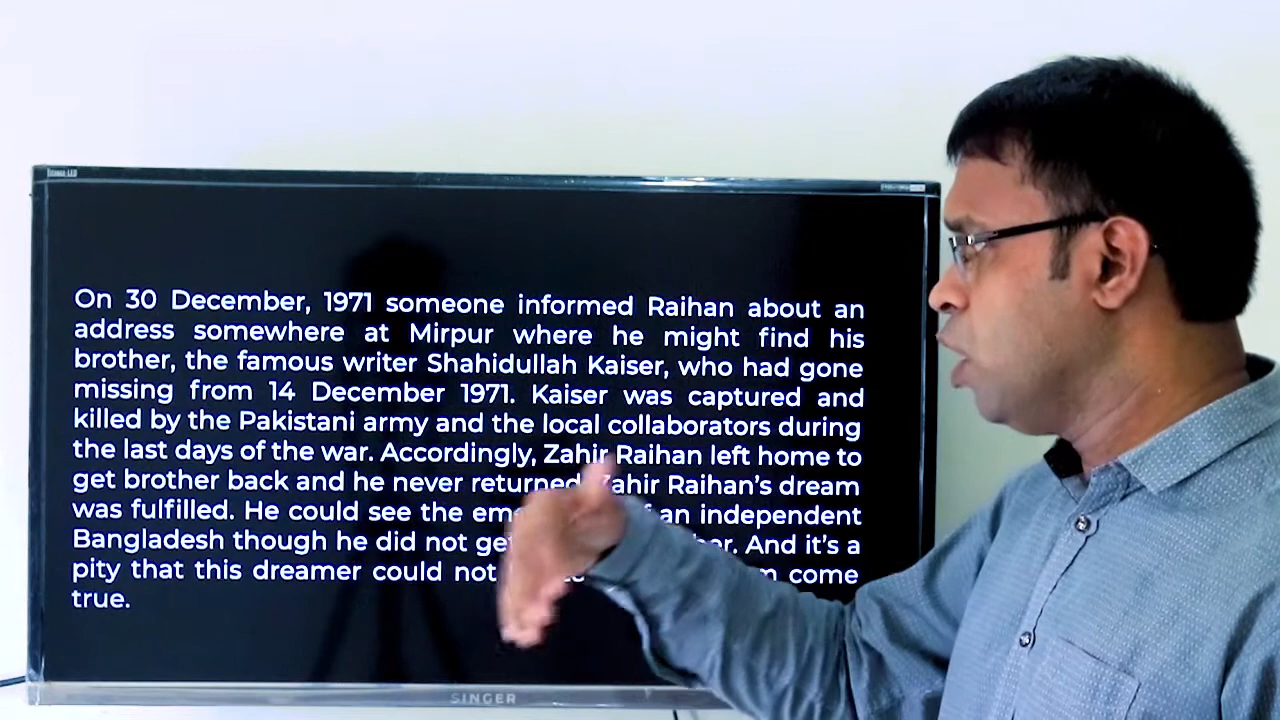 On 30 December, 1971 someone informed Raihan about an
address somewhere at Mirpur where he might find his
brother, the famous writer Shahidullah Kaiser, who had gone
missing from 14 December 1971. Kaiser was captured and
killed by the Pakistani army and the local collaborators during
the last days of the war. Accordingly, Zahir Raihan left home to
get brother back and he never returned. Zahir Raihan's dream
was fulfilled. He could see the of an independent
Bangladesh though he did not get And it's a
pity that this dreamer could not come
true.
SINGER